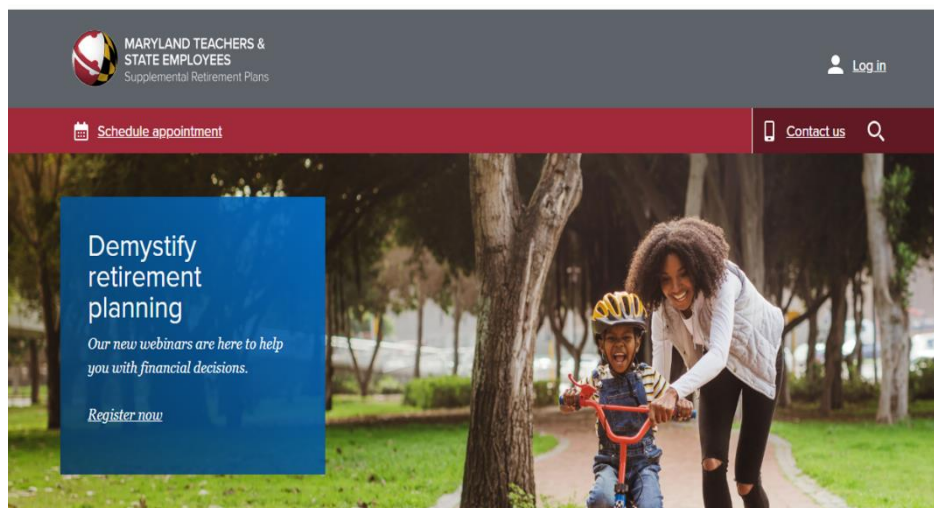 MARYLAND TEACHERS &
STATE EMPLOYEES
Supplemental Retirement Plans
Log in
Schedule appointment
Contact us
Demystify
retirement
planning
Our new webinars are here to help
you with financial decisions.
Register now